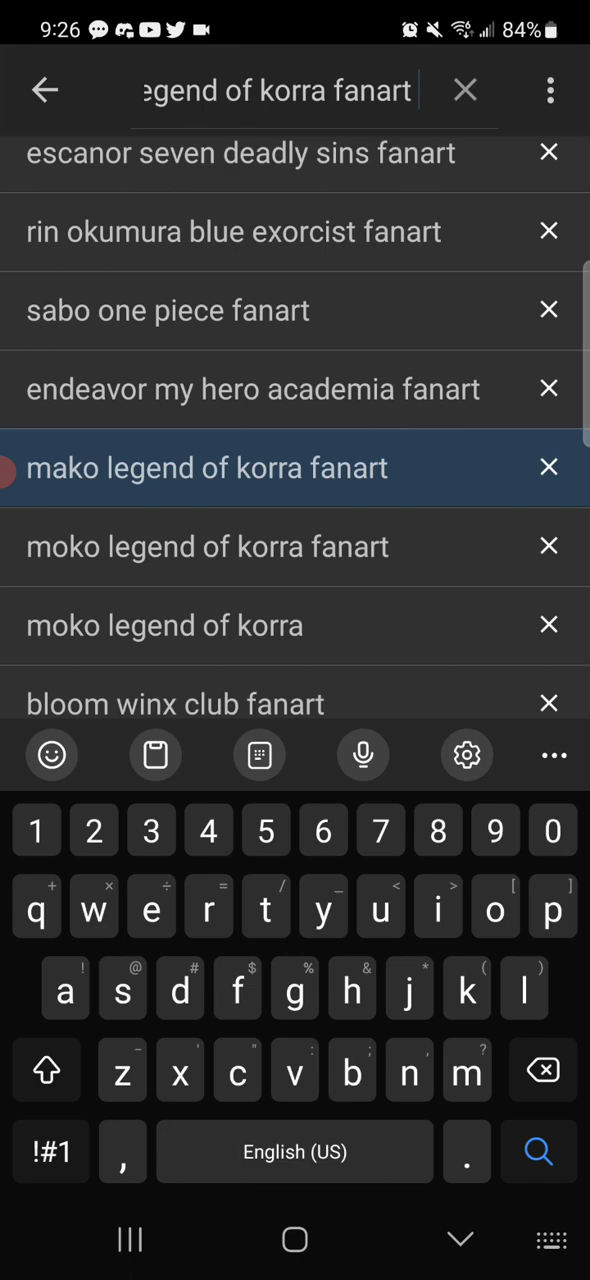 9:26
84%
egend of korra fanart
escanor seven deadly sins fanart
rin okumura blue exorcist fanart
sabo one piece fanart
endeavor my hero academia fanart
mako legend of korra fanart
moko legend of korra fanart
moko legend of korra
bloom winx club fanart
1 2 3 4 5 6 7 8 9 0
+ × ÷ = / _ < > [ ]
q w e r t y u i o p
! @ # $ % & * ( )
a s d f g h j k l
- ' " : ; , ?
z x c v b n m
!#1 , English (US) .